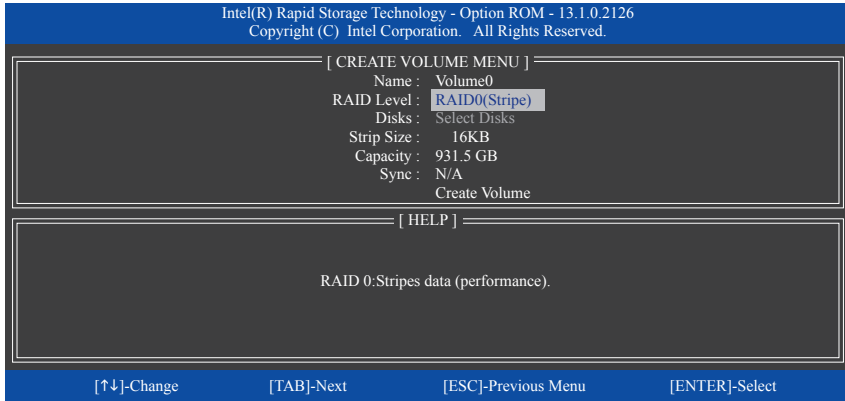 Intel(R) Rapid Storage Technology - Option ROM - 13.1.0.2126
Copyright (C) Intel Corporation. All Rights Reserved.
[ CREATE VOLUME MENU ]
Name : Volume0
RAID Level : RAID0(Stripe)
Disks : Select Disks
Strip Size : 16KB
Capacity : 931.5 GB
Sync : N/A
Create Volume
[ HELP ]
RAID 0:Stripes data (performance).
[↑↓]-Change [TAB]-Next [ESC]-Previous Menu [ENTER]-Select